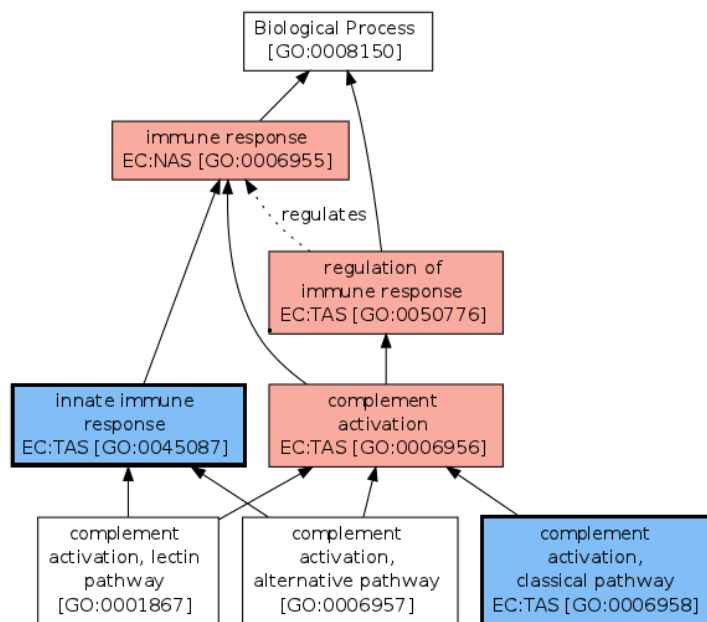 Biological Process
[GO:0008150]
immune response
EC:NAS [GO:0006955]
regulates
regulation of
immune response
EC:TAS [GO:0050776]
innate immune
response
EC:TAS [GO:0045087]
complement
activation
EC:TAS [GO:0006956]
complement
activation, lectin
pathway
[GO:0001867]
complement
activation,
alternative pathway
[GO:0006957]
complement
activation,
classical pathway
EC:TAS [GO:0006958]